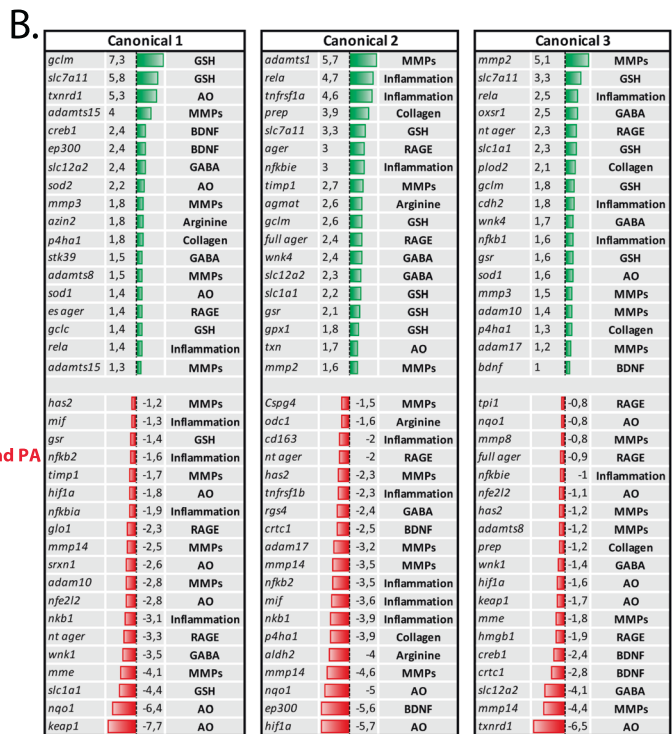 B.
Canonical 1 Canonical 2 Canonical 3
gclm 7,3 GSH adamts1 5,7 MMPs mmp2 5,1 MMPs
slc7a11 5,8 GSH rela 4,7 Inflammation slc7a11 3,3 GSH
txnrd1 5,3 AO tnfrsf1a 4,6 Inflammation rela 2,5 Inflammation
adamts15 4 MMPs prep 3,9 Collagen oxsr1 2,5 GABA
creb1 2,4 BDNF slc7a11 3,3 GSH nt ager 2,3 RAGE
ep300 2,4 BDNF ager 3 RAGE slc1a1 2,3 GSH
slc12a2 2,4 GABA nfkbie 3 Inflammation plod2 2,1 Collagen
sod2 2,2 AO timp1 2,7 MMPs gclm 1,8 GSH
mmp3 1,8 MMPs agmat 2,6 Arginine cdh2 1,8 Inflammation
azin2 1,8 Arginine gclm 2,6 GSH wnk4 1,7 GABA
p4ha1 1,8 Collagen full ager 2,4 RAGE nfkb1 1,6 Inflammation
stk39 1,5 GABA wnk4 2,4 GABA gsr 1,6 GSH
adamts8 1,5 MMPs slc12a2 2,3 GABA sod1 1,6 AO
sod1 1,4 AO slc1a1 2,2 GSH mmp3 1,5 MMPs
es ager 1,4 RAGE gsr 2,1 GSH adam10 1,4 MMPs
gclc 1,4 GSH gpx1 1,8 GSH p4ha1 1,3 Collagen
rela 1,4 Inflammation txn 1,7 AO adam17 1,2 MMPs
adamts15 1,3 MMPs mmp2 1,6 MMPs bdnf 1 BDNF
has2 -1,2 MMPs Cspg4 -1,5 MMPs tpi1 -0,8 RAGE
mif -1,3 Inflammation odc1 -1,6 Arginine nqo1 -0,8 AO
gsr -1,4 GSH cd163 -2 Inflammation mmp8 -0,8 MMPs
nd PA nfkb2 -1,6 Inflammation nt ager -2 RAGE full ager -0,9 RAGE
timp1 -1,7 MMPs has2 -2,3 MMPs nfkbie -1 Inflammation
hif1a -1,8 AO tnfrsf1b -2,3 Inflammation nfe2l2 -1,1 AO
nfkbia -1,9 Inflammation rgs4 -2,4 GABA has2 -1,2 MMPs
glo1 -2,3 RAGE crtc1 -2,5 BDNF adamts8 -1,2 MMPs
mmp14 -2,5 MMPs adam17 -3,2 MMPs prep -1,2 Collagen
srxn1 -2,6 AO mmp14 -3,5 MMPs wnk1 -1,4 GABA
adam10 -2,8 MMPs nfkb2 -3,5 Inflammation hif1a -1,6 AO
nfe2l2 -2,8 AO mif -3,6 Inflammation keap1 -1,7 AO
nkb1 -3,1 Inflammation nkb1 -3,9 Inflammation mme -1,8 MMPs
nt ager -3,3 RAGE p4ha1 -3,9 Collagen hmgb1 -1,9 RAGE
wnk1 -3,5 GABA aldh2 -4 Arginine creb1 -2,4 BDNF
mme -4,1 MMPs mmp14 -4,6 MMPs crtc1 -2,8 BDNF
slc1a1 -4,4 GSH nqo1 -5 AO slc12a2 -4,1 GABA
nqo1 -6,4 AO ep300 -5,6 BDNF mmp14 -4,4 MMPs
keap1 -7,7 AO hif1a -5,7 AO txnrd1 -6,5 AO